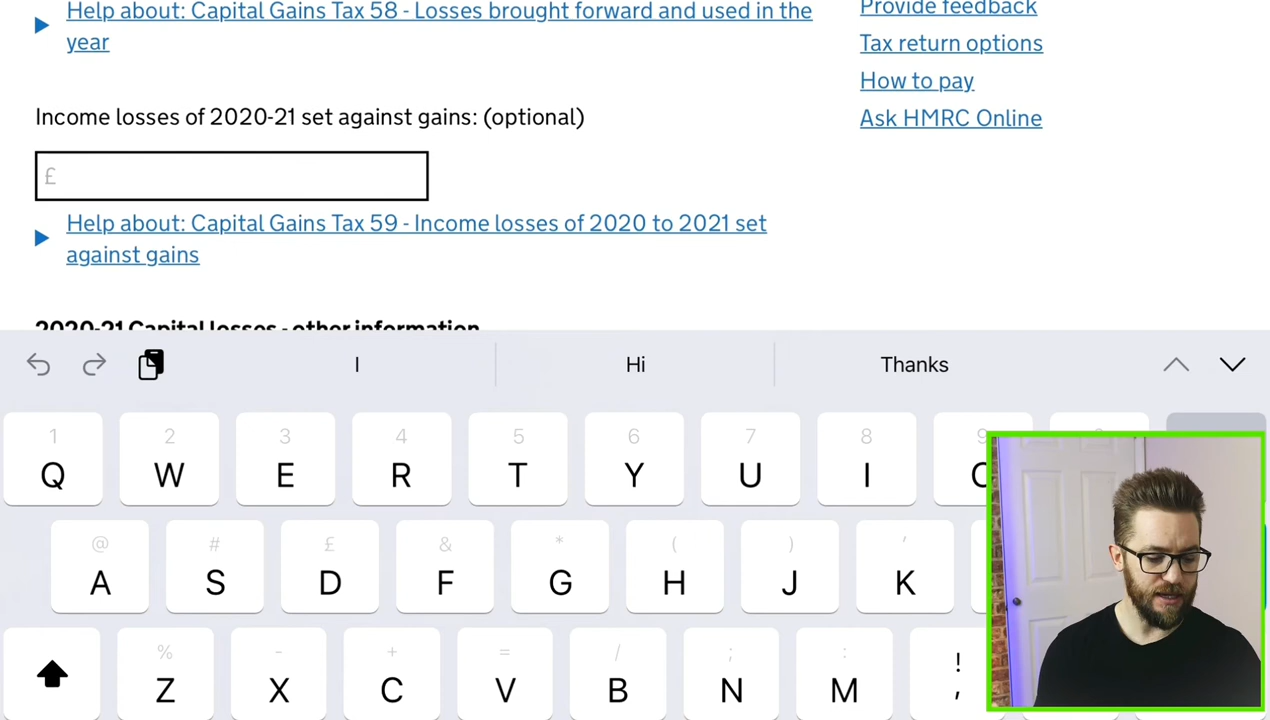 Help about: Capital Gains Tax 58 - Losses brought forward and used in the
year
Provide feedback
Tax return options
How to pay
Ask HMRC Online
Income losses of 2020-21 set against gains: (optional)
£
Help about: Capital Gains Tax 59 - Income losses of 2020 to 2021 set
against gains
2020-21 Capital losses - other information
I Hi Thanks
1 2 3 4 5 6 7 8 9
Q W E R T Y U I O
@ # £ & * ( ) '
A S D F G H J K
% - + = / ; : !
Z X C V B N M ,